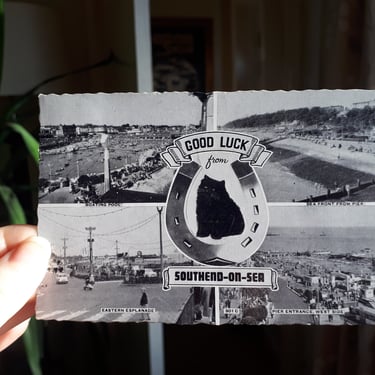 GOOD LUCK
from
BOATING POOL
SEA FRONT FROM PIER
SOUTHEND-ON-SEA
EASTERN ESPLANADE
PIER ENTRANCE, WEST SIDE